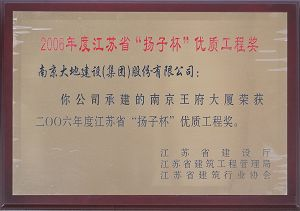 2006年度江苏省“扬子杯”优质工程奖
南京大地建设(集团)股份有限公司:
你公司承建的南京王府大厦荣获
二〇〇六年度江苏省“扬子杯”优质工程奖。
江苏省建设厅
江苏省建筑工程管理局
江苏省建筑行业协会